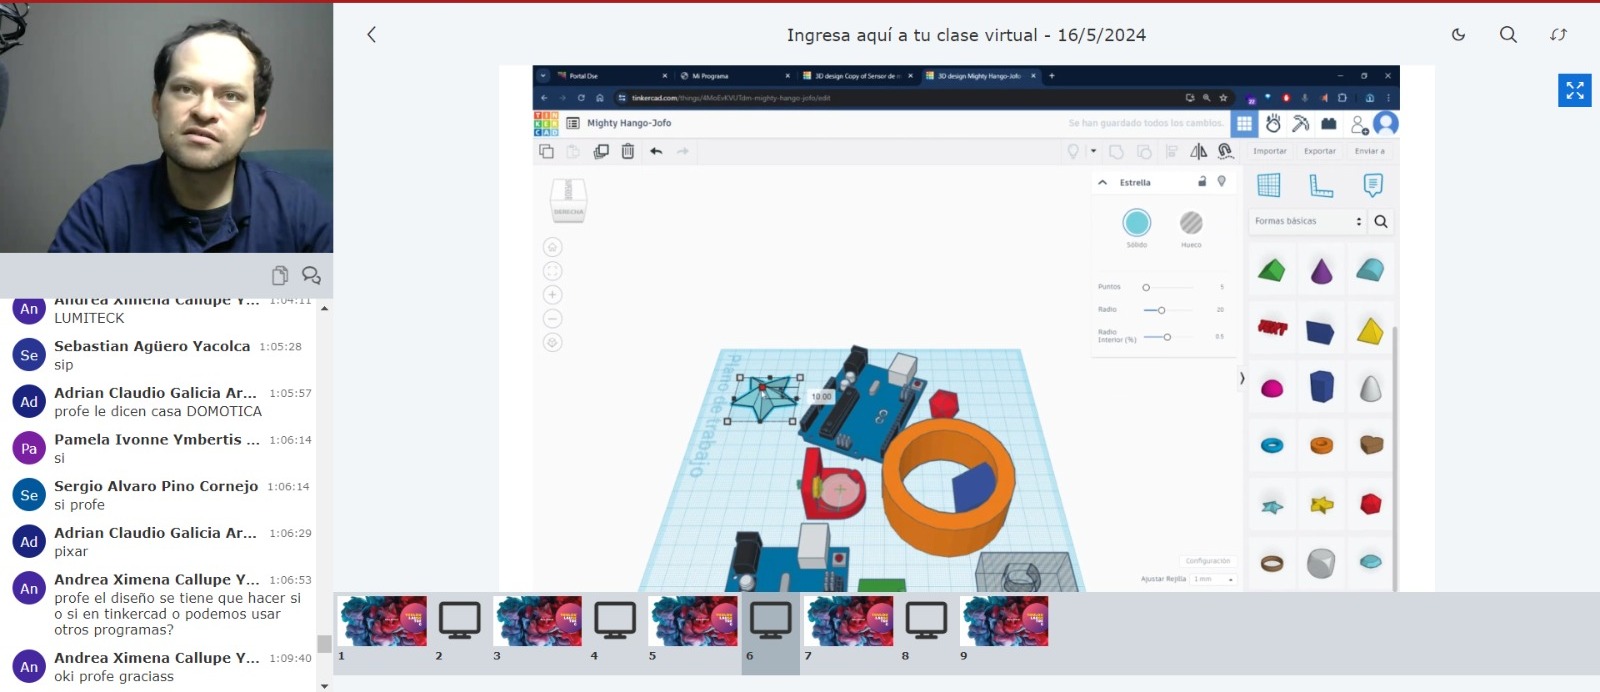 Ingresa aquí a tu clase virtual - 16/5/2024
Portal Dse
Mi Programa
3D design Copy of Sensor de n
3D design Mighty Hango-Jofo
tinkercad.com/things/4MoEvKVUTdm-mighty-hango-jofo/edit
TIN
KER
CAD
Mighty Hango-Jofo
Se han guardado todos los cambios.
Importar
Exportar
Enviar a
SUPERIOR
DERECHA
Estrella
Sólido
Hueco
Puntos
5
Radio
20
Radio
Interior (%)
0.5
Formas básicas
TEXT
Plano de trabajo
10.00
Configuración
Ajustar Rejilla
1 mm
An
Andrea Ximena Callupe Y... 1:04:11
LUMITECK
Se
Sebastian Agüero Yacolca 1:05:28
sip
Ad
Adrian Claudio Galicia Ar... 1:05:57
profe le dicen casa DOMOTICA
Pa
Pamela Ivonne Ymbertis ... 1:06:14
si
Se
Sergio Alvaro Pino Cornejo 1:06:14
si profe
Ad
Adrian Claudio Galicia Ar... 1:06:29
pixar
An
Andrea Ximena Callupe Y... 1:06:53
profe el diseño se tiene que hacer si
o si en tinkercad o podemos usar
otros programas?
An
Andrea Ximena Callupe Y... 1:09:40
oki profe graciass
1
2
3
4
5
6
7
8
9